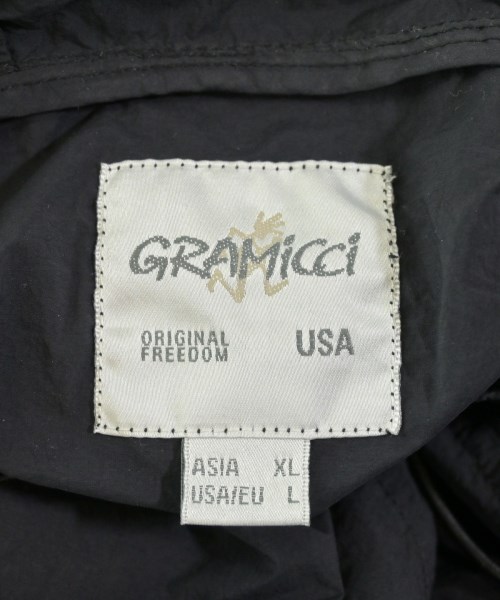 GRAMiCCi
ORIGINAL
FREEDOM
USA
ASIA XL
USA/EU L